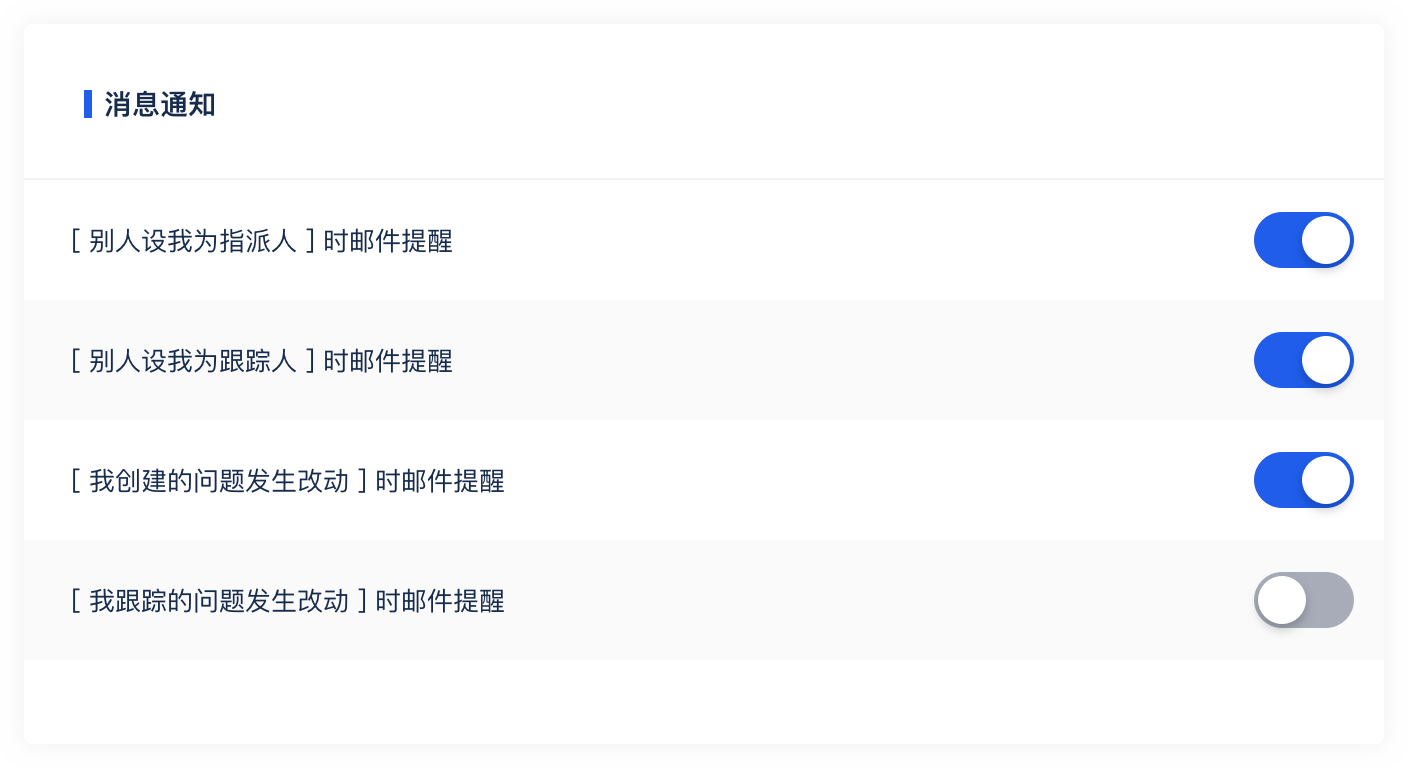 消息通知
[ 别人设我为指派人 ] 时邮件提醒
[ 别人设我为跟踪人 ] 时邮件提醒
[ 我创建的问题发生改动 ] 时邮件提醒
[ 我跟踪的问题发生改动 ] 时邮件提醒